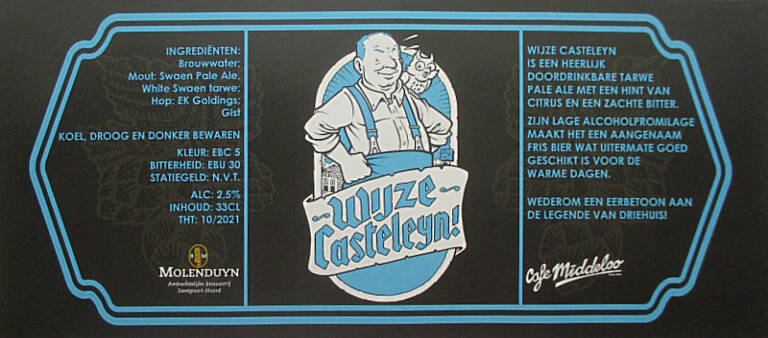 INGREDIËNTEN:
Brouwwater;
Mout: Swaen Pale Ale,
White Swaen tarwe;
Hop: EK Goldings;
Gist
KOEL, DROOG EN DONKER BEWAREN
KLEUR: EBC 5
BITTERHEID: EBU 30
STATIEGELD: N.V.T.
ALC: 2,5%
INHOUD: 33CL
THT: 10/2021
B M
MOLENDUYN
Ambachtelijke brouwerij
Santpoort-Noord
Wijze
Casteleyn!
WIJZE CASTELEYN
IS EEN HEERLIJK
DOORDRINKBARE TARWE
PALE ALE MET EEN HINT VAN
CITRUS EN EEN ZACHTE BITTER.
ZIJN LAGE ALCOHOLPROMILAGE
MAAKT HET EEN AANGENAAM
FRIS BIER WAT UITERMATE GOED
GESCHIKT IS VOOR DE
WARME DAGEN.
WEDEROM EEN EERBETOON AAN
DE LEGENDE VAN DRIEHUIS!
Cafe Middeloo